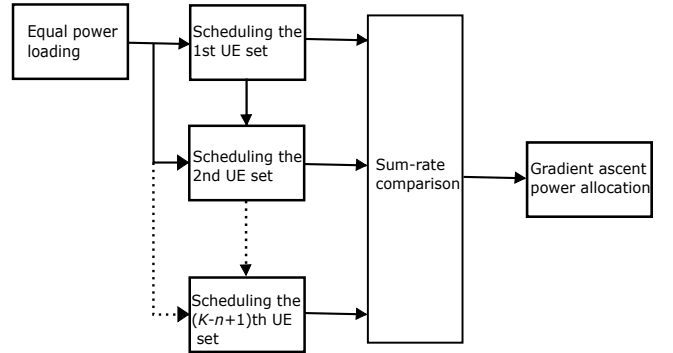 Equal power
loading
Scheduling the
1st UE set
Scheduling the
2nd UE set
Scheduling the
(K-n+1)th UE
set
Sum-rate
comparison
Gradient ascent
power allocation